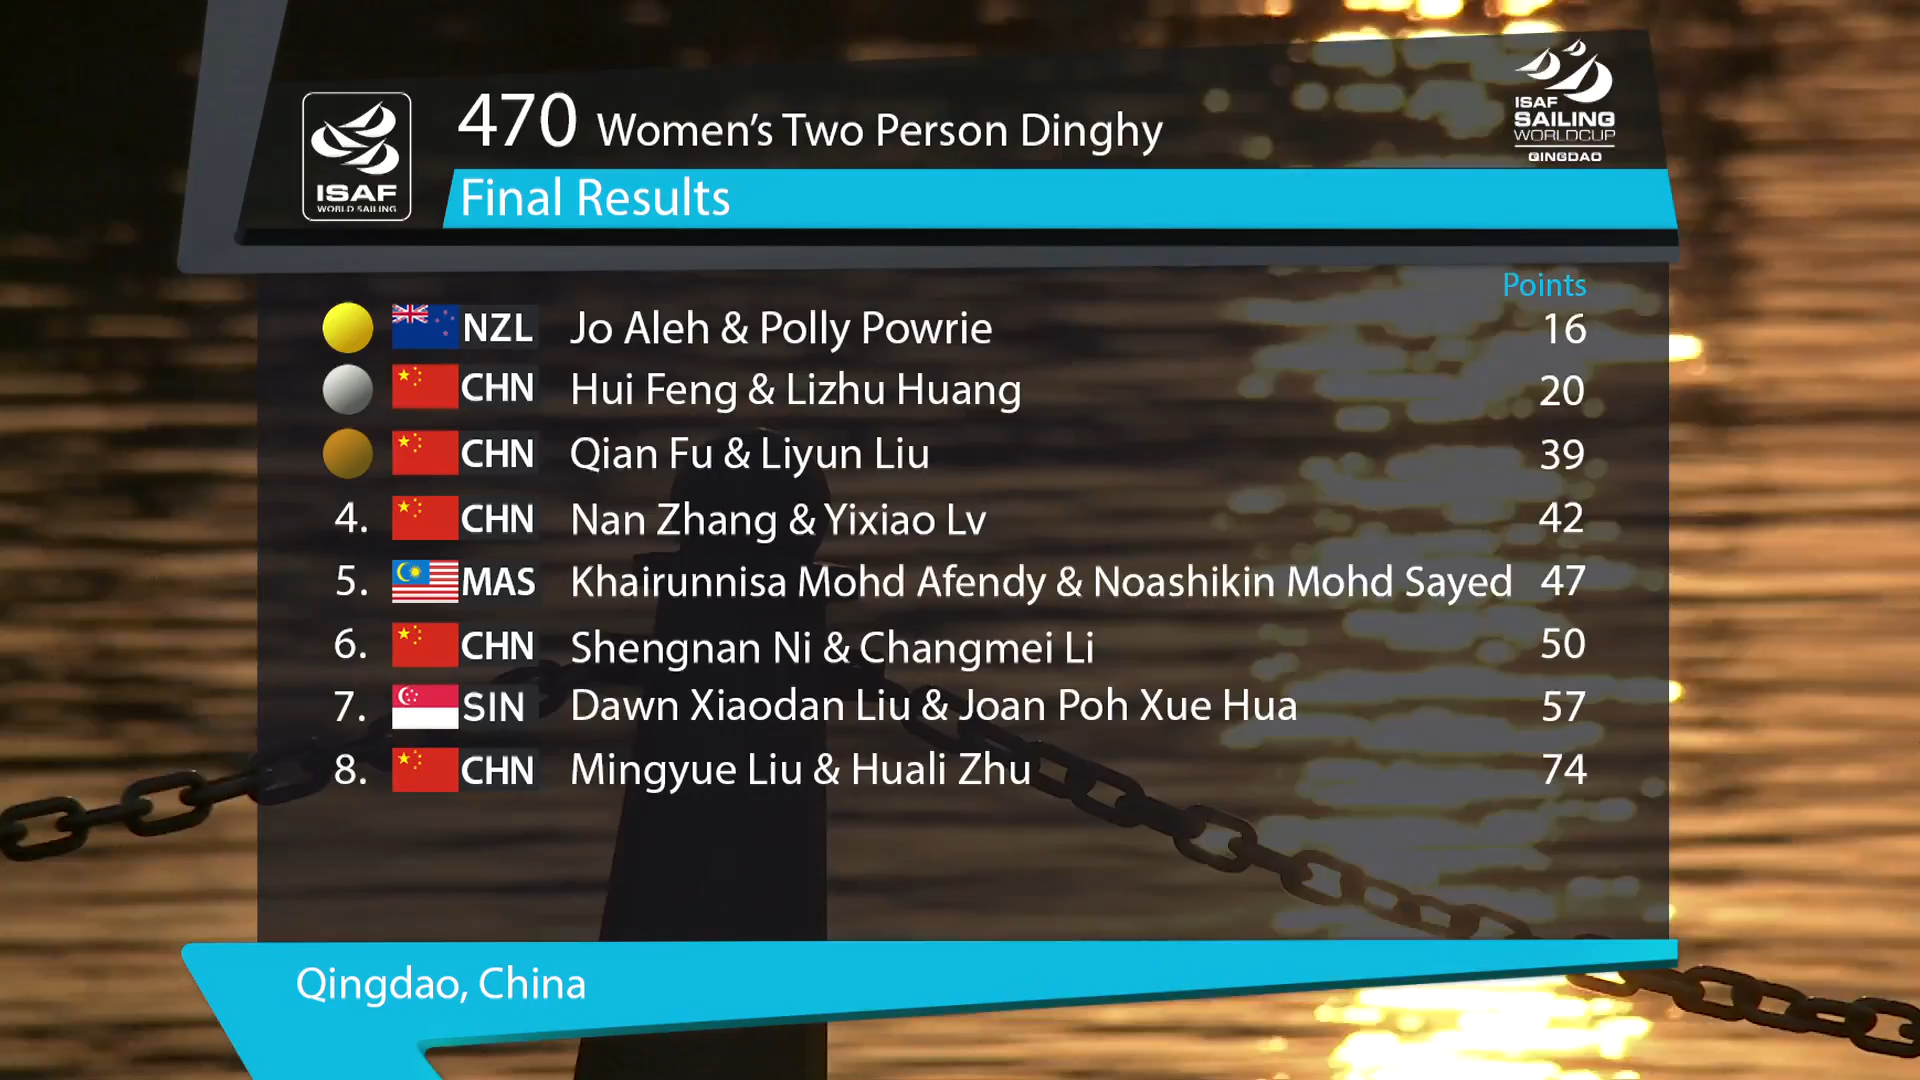 470 Women's Two Person Dinghy
ISAF
WORLD SAILING
ISAF
SAILING
WORLDCUP
QINGDAO
Final Results
Points
NZL Jo Aleh & Polly Powrie 16
CHN Hui Feng & Lizhu Huang 20
CHN Qian Fu & Liyun Liu 39
4. CHN Nan Zhang & Yixiao Lv 42
5. MAS Khairunnisa Mohd Afendy & Noashikin Mohd Sayed 47
6. CHN Shengnan Ni & Changmei Li 50
7. SIN Dawn Xiaodan Liu & Joan Poh Xue Hua 57
8. CHN Mingyue Liu & Huali Zhu 74
Qingdao, China